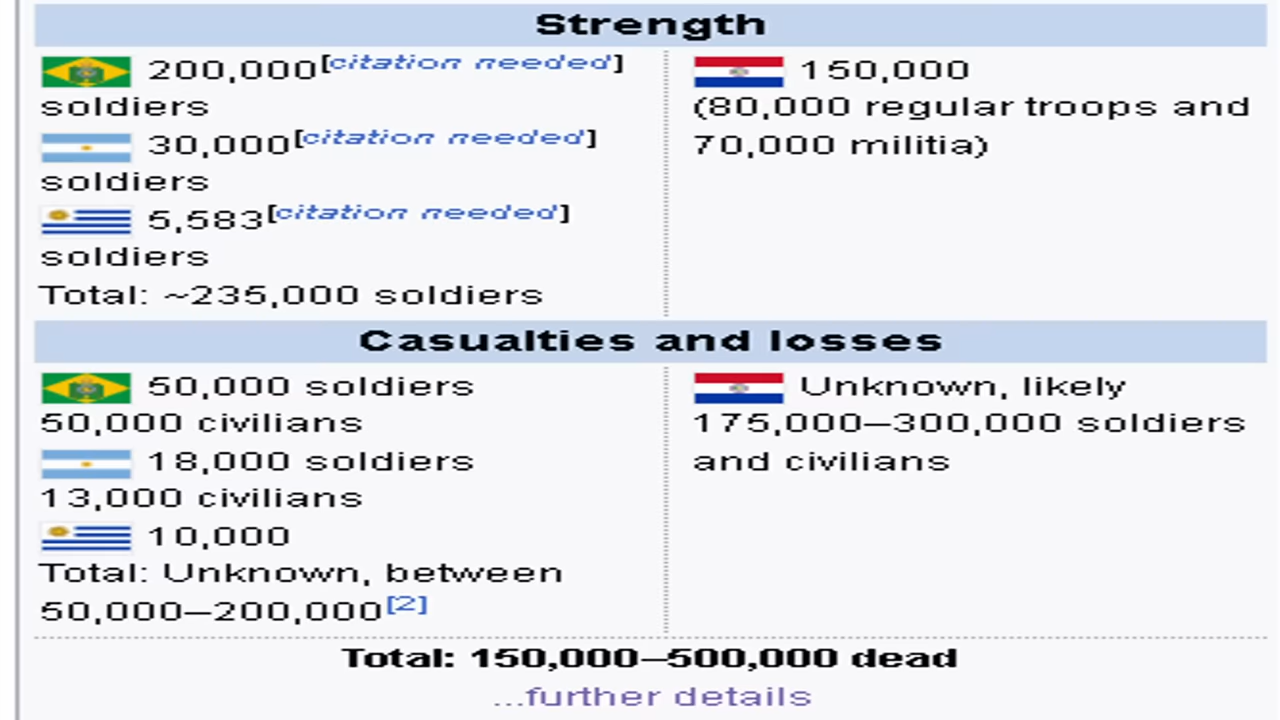 Strength
200,000[citation needed]
soldiers
30,000[citation needed]
soldiers
5,583[citation needed]
soldiers
Total: ~235,000 soldiers
150,000
(80,000 regular troops and
70,000 militia)
Casualties and losses
50,000 soldiers
50,000 civilians
18,000 soldiers
13,000 civilians
10,000
Total: Unknown, between
50,000–200,000[2]
Unknown, likely
175,000–300,000 soldiers
and civilians
Total: 150,000–500,000 dead
...further details